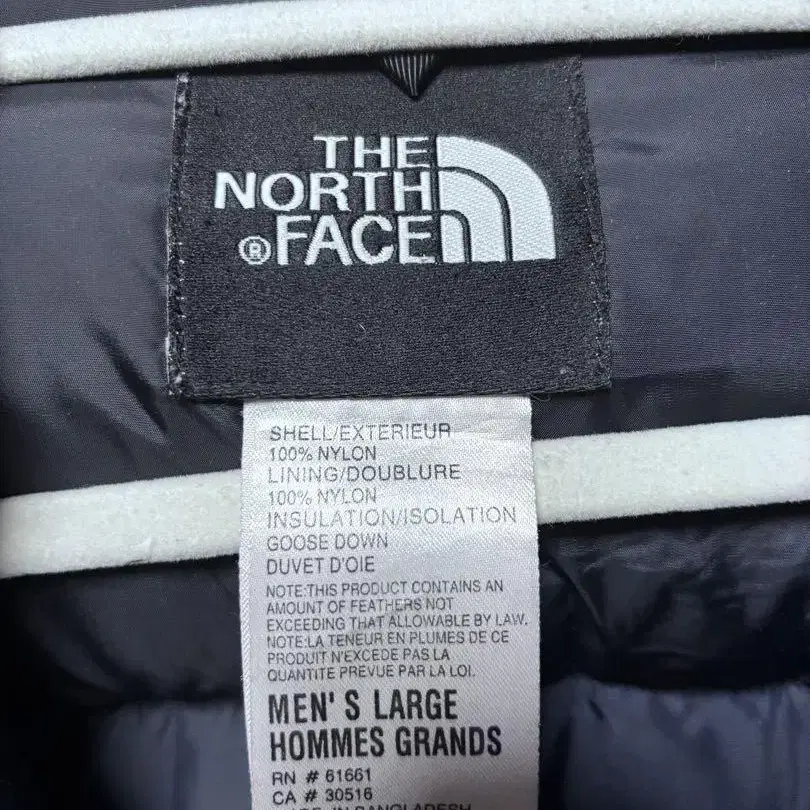 THE
NORTH
® FACE
SHELL/EXTERIEUR
100% NYLON
LINING/DOUBLURE
100% NYLON
INSULATION/ISOLATION
GOOSE DOWN
DUVET D'OIE
NOTE:THIS PRODUCT CONTAINS AN
AMOUNT OF FEATHERS NOT
EXCEEDING THAT ALLOWABLE BY LAW.
NOTE:LA TENEUR EN PLUMES DE CE
PRODUIT N'EXCEDE PAS LA
QUANTITE PREVUE PAR LA LOI.
MEN'S LARGE
HOMMES GRANDS
RN # 61661
CA # 30516
IN BANGLADESH